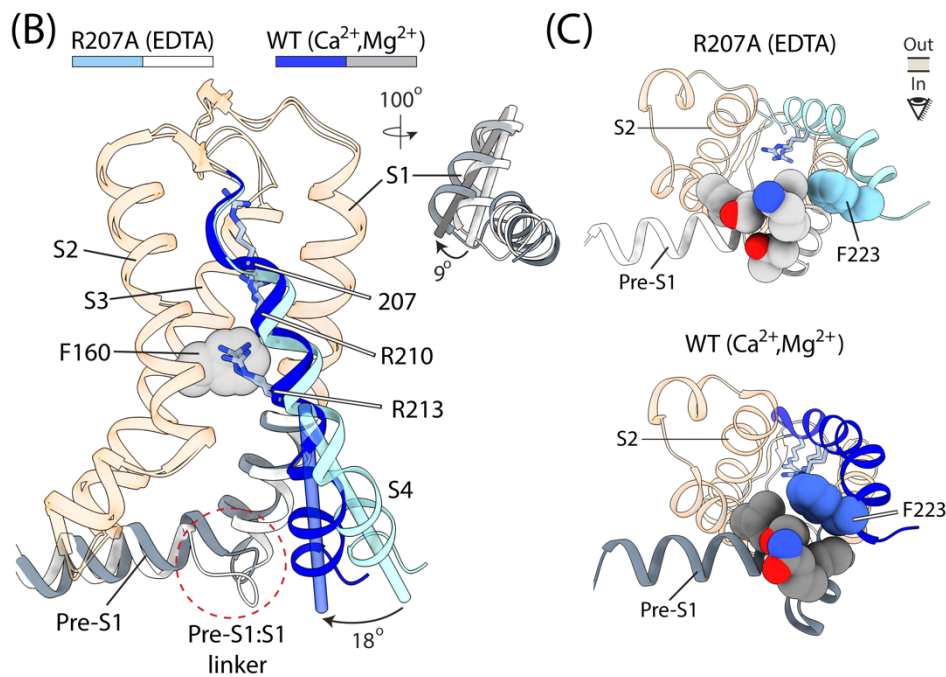 (B)
R207A (EDTA)
WT (Ca²⁺,Mg²⁺)
100°
S1
S2
S3
9°
207
F160
R210
R213
S4
Pre-S1
Pre-S1:S1
linker
18°
(C)
R207A (EDTA)
Out
In
S2
F223
Pre-S1
WT (Ca²⁺,Mg²⁺)
S2
F223
Pre-S1